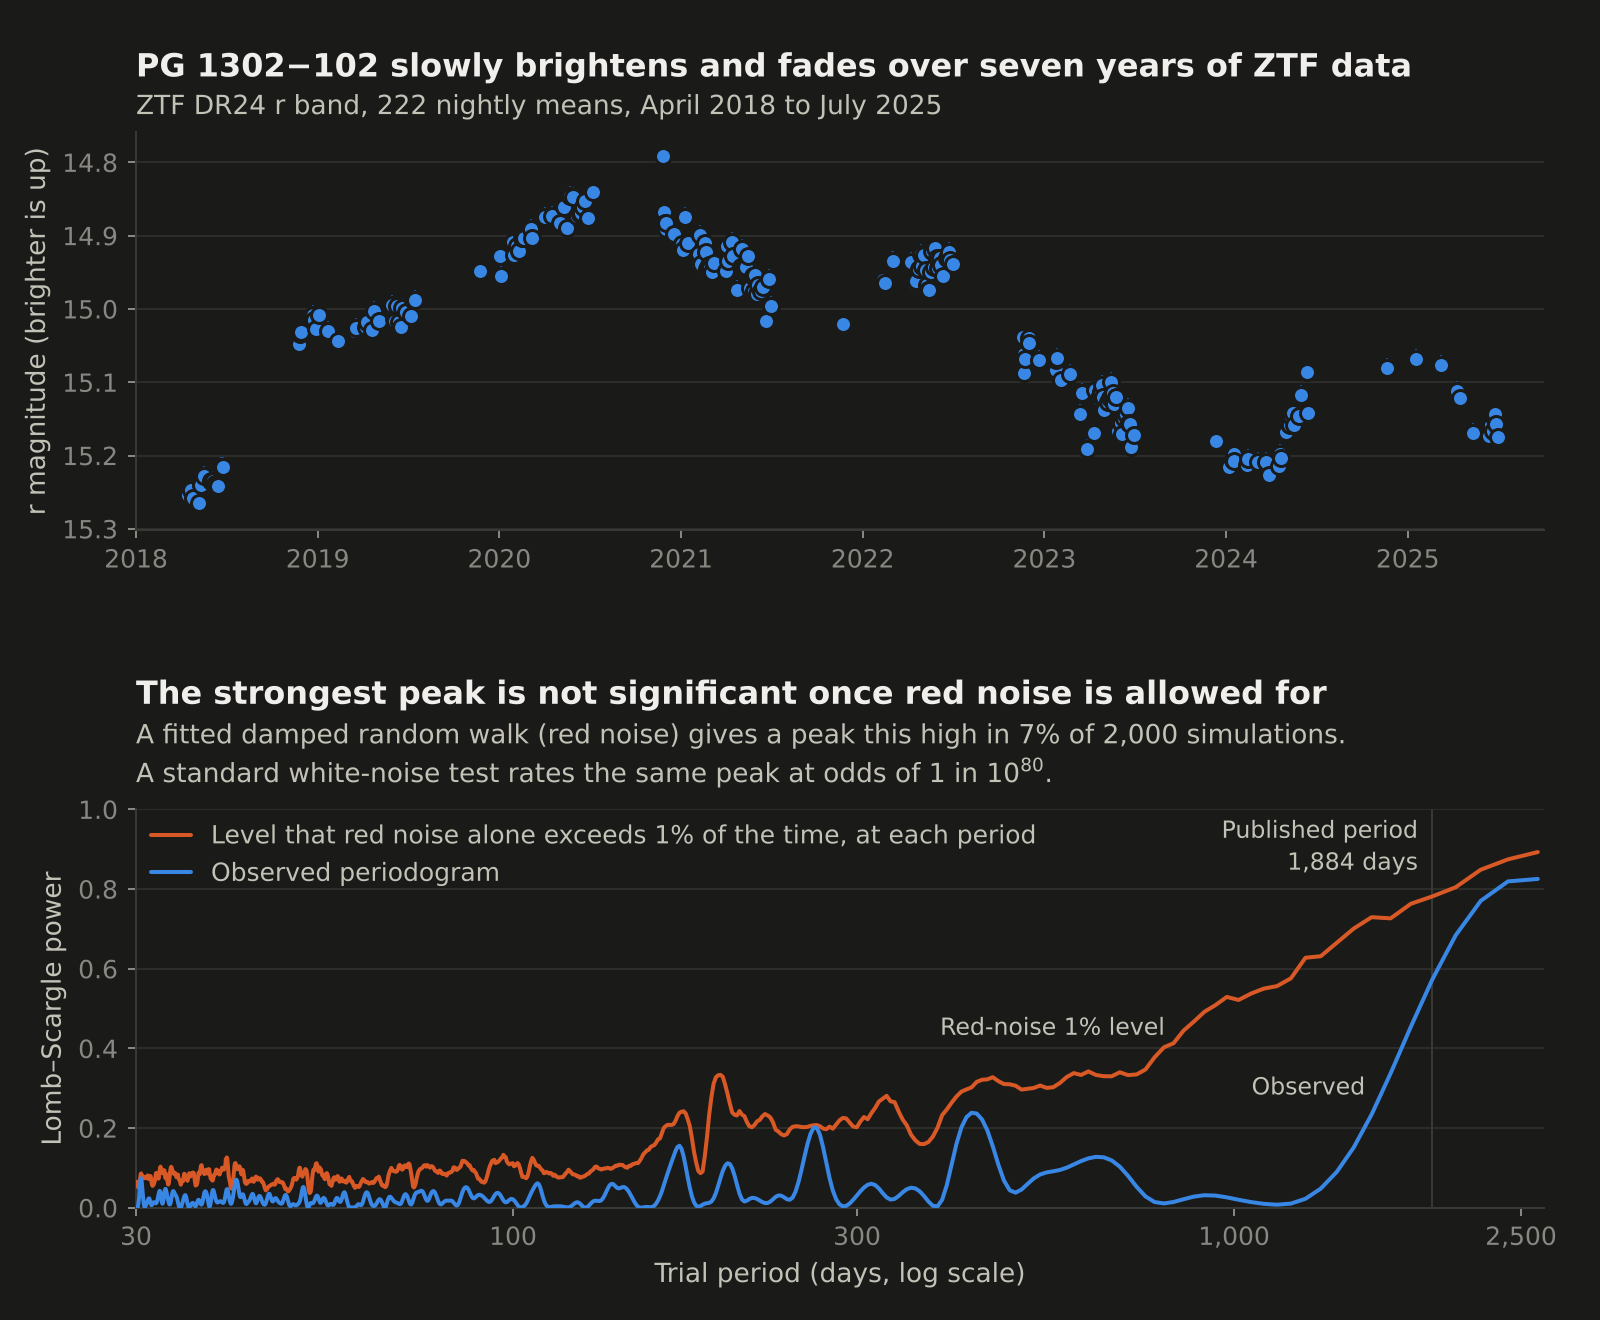 PG 1302−102 slowly brightens and fades over seven years of ZTF data
ZTF DR24 r band, 222 nightly means, April 2018 to July 2025
r magnitude (brighter is up)
14.8
14.9
15.0
15.1
15.2
15.3
2018 2019 2020 2021 2022 2023 2024 2025
The strongest peak is not significant once red noise is allowed for
A fitted damped random walk (red noise) gives a peak this high in 7% of 2,000 simulations.
A standard white-noise test rates the same peak at odds of 1 in 10⁸⁰.
Lomb–Scargle power
1.0
0.8
0.6
0.4
0.2
0.0
Level that red noise alone exceeds 1% of the time, at each period
Observed periodogram
Published period
1,884 days
Red-noise 1% level
Observed
30 100 300 1,000 2,500
Trial period (days, log scale)